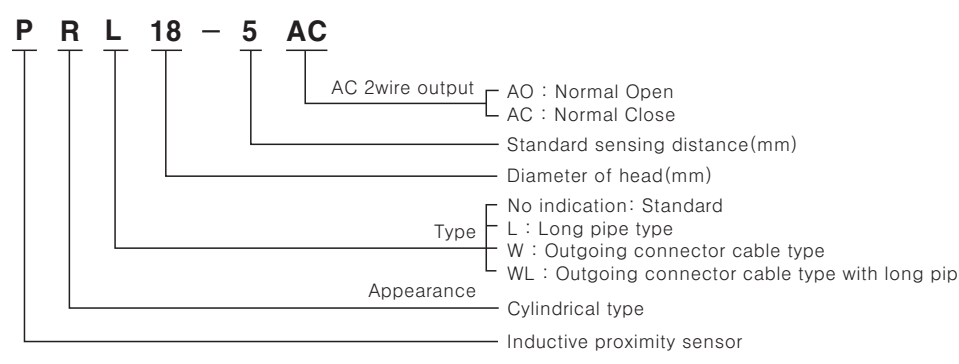 P R L 18 – 5 AC
AC 2wire output
AO : Normal Open
AC : Normal Close
Standard sensing distance(mm)
Diameter of head(mm)
Type
No indication: Standard
L : Long pipe type
W : Outgoing connector cable type
WL : Outgoing connector cable type with long pip
Appearance
Cylindrical type
Inductive proximity sensor